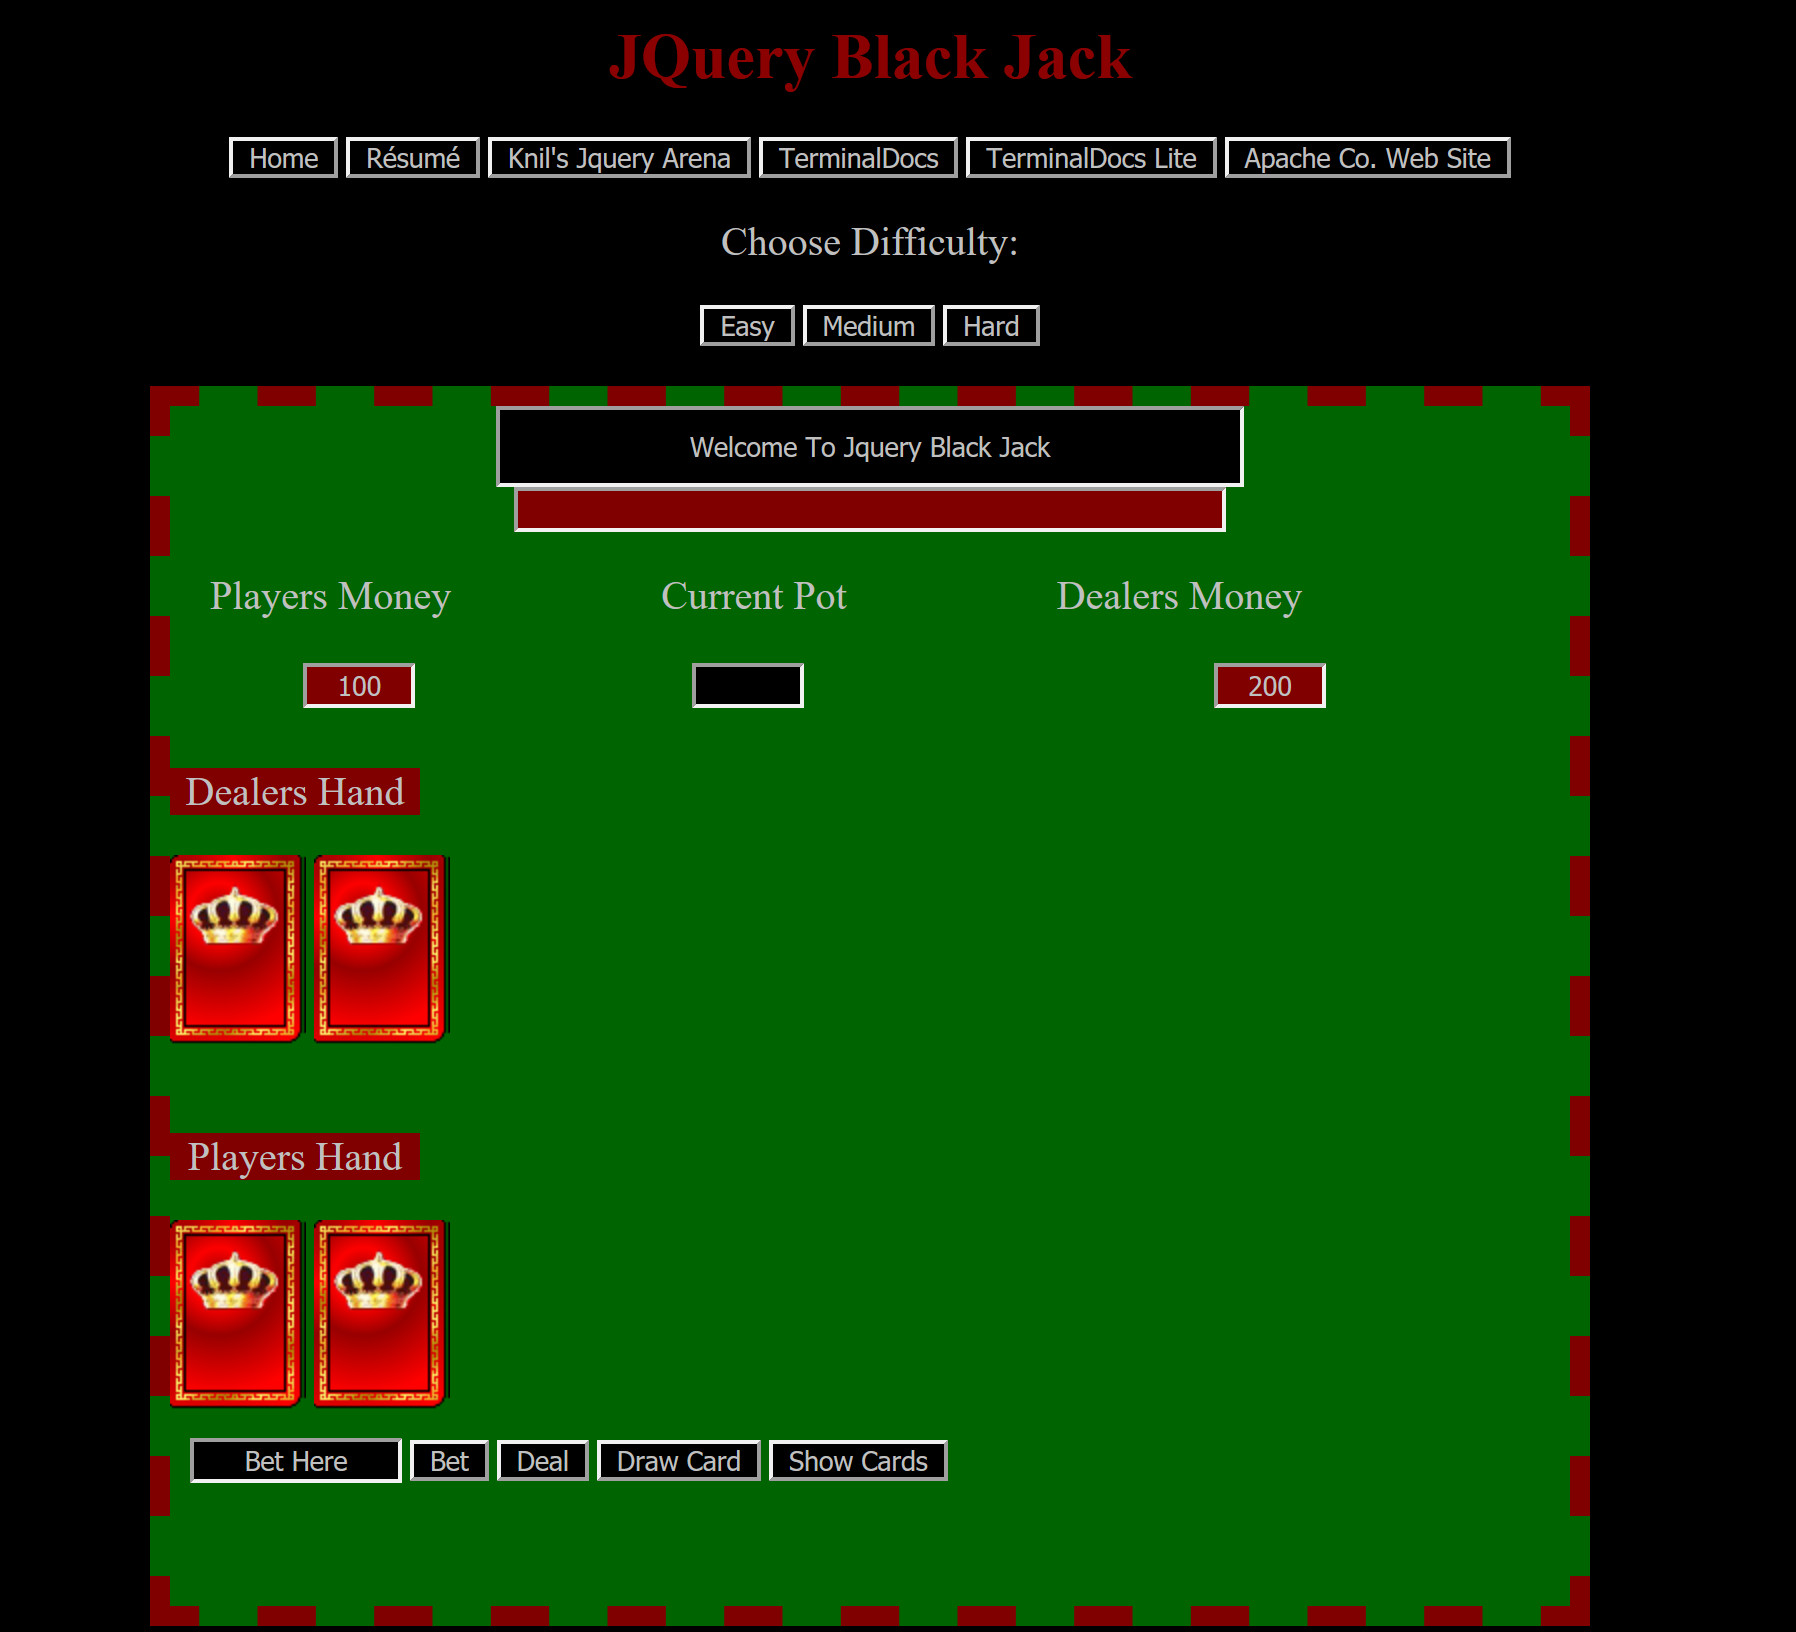 JQuery Black Jack
Home Résumé Knil's Jquery Arena TerminalDocs TerminalDocs Lite Apache Co. Web Site
Choose Difficulty:
Easy Medium Hard
Welcome To Jquery Black Jack
Players Money Current Pot Dealers Money
100 200
Dealers Hand
Players Hand
Bet Here Bet Deal Draw Card Show Cards